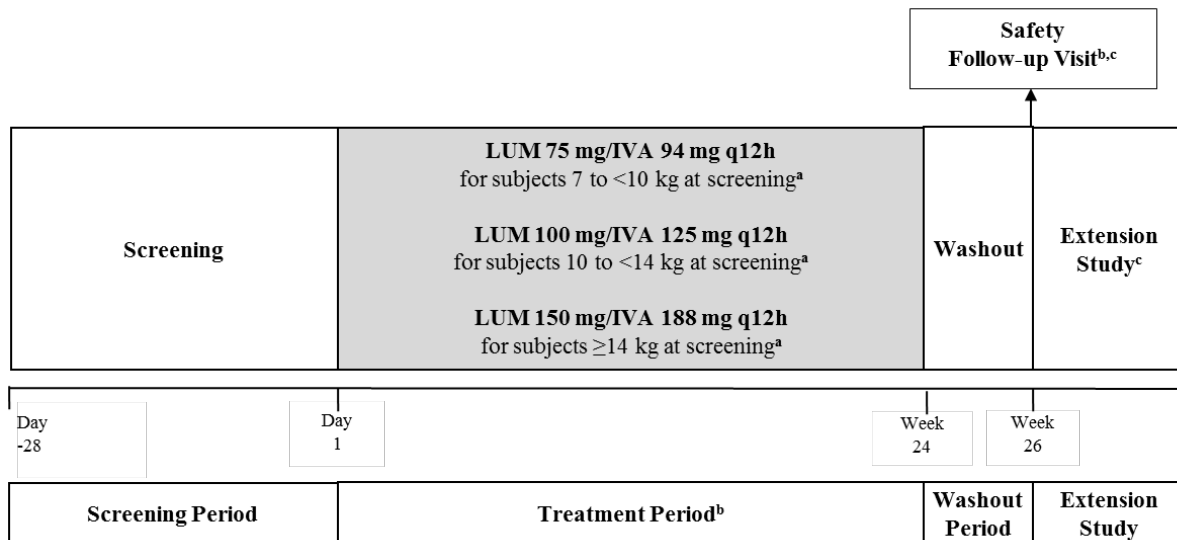 Safety
Follow-up Visitb,c
LUM 75 mg/IVA 94 mg q12h
for subjects 7 to <10 kg at screeninga
LUM 100 mg/IVA 125 mg q12h
for subjects 10 to <14 kg at screeninga
LUM 150 mg/IVA 188 mg q12h
for subjects ≥14 kg at screeninga
Screening
Washout
Extension
Studyc
Day
-28
Day
1
Week
24
Week
26
Screening Period
Treatment Periodb
Washout
Period
Extension
Study